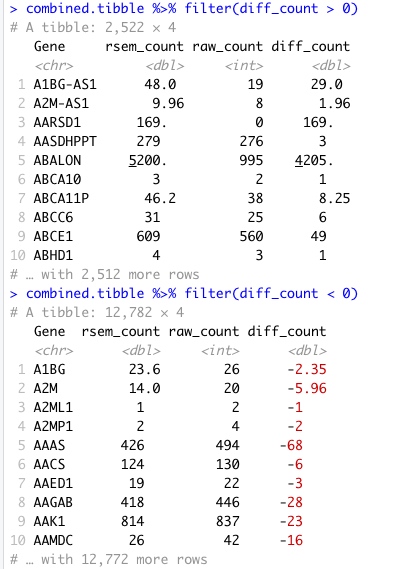 > combined.tibble %>% filter(diff_count > 0)
# A tibble: 2,522 × 4
Gene rsem_count raw_count diff_count
<chr> <dbl> <int> <dbl>
1 A1BG-AS1 48.0 19 29.0
2 A2M-AS1 9.96 8 1.96
3 AARSD1 169. 0 169.
4 AASDHPPT 279 276 3
5 ABALON 5200. 995 4205.
6 ABCA10 3 2 1
7 ABCA11P 46.2 38 8.25
8 ABCC6 31 25 6
9 ABCE1 609 560 49
10 ABHD1 4 3 1
# … with 2,512 more rows
> combined.tibble %>% filter(diff_count < 0)
# A tibble: 12,782 × 4
Gene rsem_count raw_count diff_count
<chr> <dbl> <int> <dbl>
1 A1BG 23.6 26 -2.35
2 A2M 14.0 20 -5.96
3 A2ML1 1 2 -1
4 A2MP1 2 4 -2
5 AAAS 426 494 -68
6 AACS 124 130 -6
7 AAED1 19 22 -3
8 AAGAB 418 446 -28
9 AAK1 814 837 -23
10 AAMDC 26 42 -16
# … with 12,772 more rows